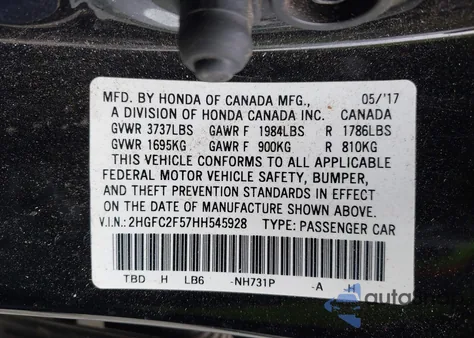 MFD. BY HONDA OF CANADA MFG., 05/'17
A DIVISION OF HONDA CANADA INC. CANADA
GVWR 3737LBS GAWR F 1984LBS R 1786LBS
GVWR 1695KG GAWR F 900KG R 810KG
THIS VEHICLE CONFORMS TO ALL APPLICABLE
FEDERAL MOTOR VEHICLE SAFETY, BUMPER,
AND THEFT PREVENTION STANDARDS IN EFFECT
ON THE DATE OF MANUFACTURE SHOWN ABOVE.
V.I.N.: 2HGFC2F57HH545928 TYPE: PASSENGER CAR
TBD H LB6 -NH731P -A H